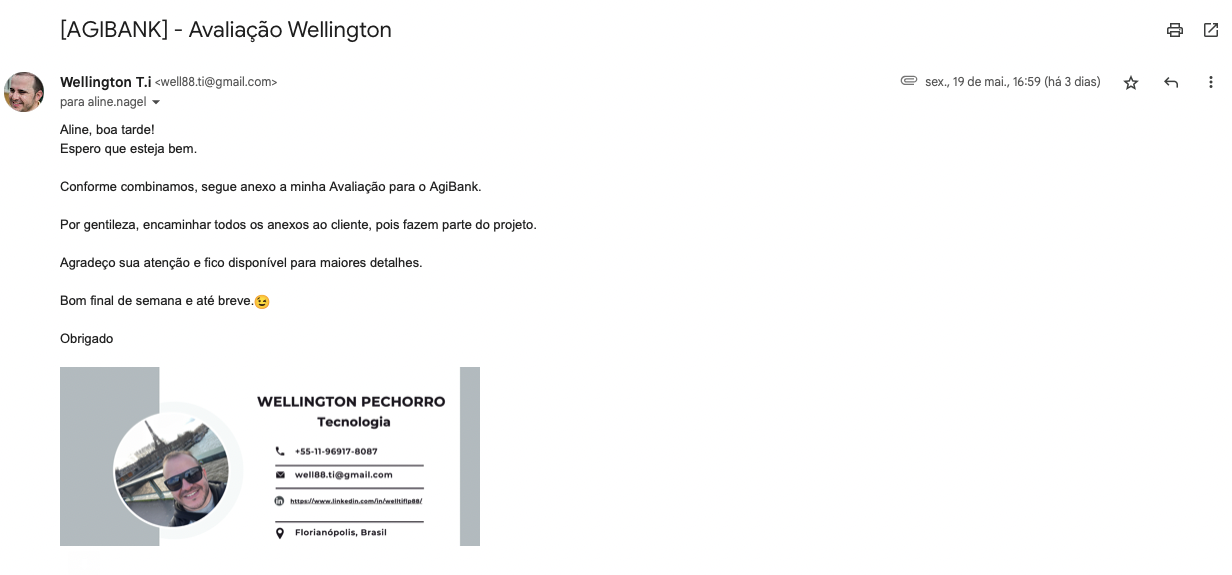 [AGIBANK] - Avaliação Wellington
Wellington T.i <well88.ti@gmail.com>
sex., 19 de mai., 16:59 (há 3 dias)
para aline.nagel
Aline, boa tarde!
Espero que esteja bem.
Conforme combinamos, segue anexo a minha Avaliação para o AgiBank.
Por gentileza, encaminhar todos os anexos ao cliente, pois fazem parte do projeto.
Agradeço sua atenção e fico disponível para maiores detalhes.
Bom final de semana e até breve.😉
Obrigado
WELLINGTON PECHORRO
Tecnologia
+55-11-96917-8087
well88.ti@gmail.com
https://www.linkedin.com/in/welltiflp88/
Florianópolis, Brasil